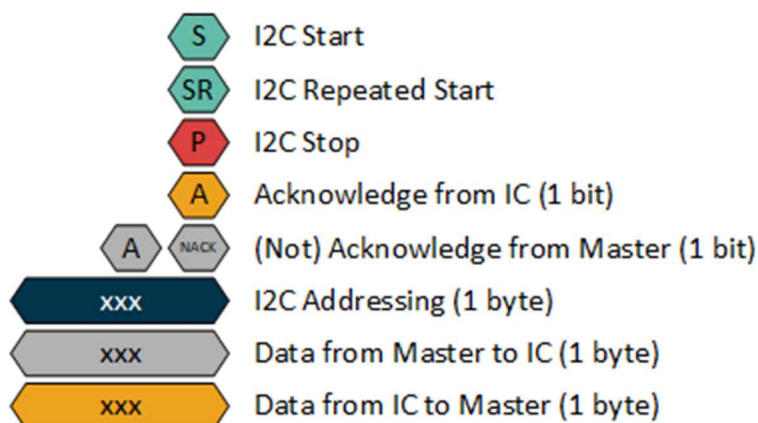 S I2C Start
SR I2C Repeated Start
P I2C Stop
A Acknowledge from IC (1 bit)
A NACK (Not) Acknowledge from Master (1 bit)
xxx I2C Addressing (1 byte)
xxx Data from Master to IC (1 byte)
xxx Data from IC to Master (1 byte)